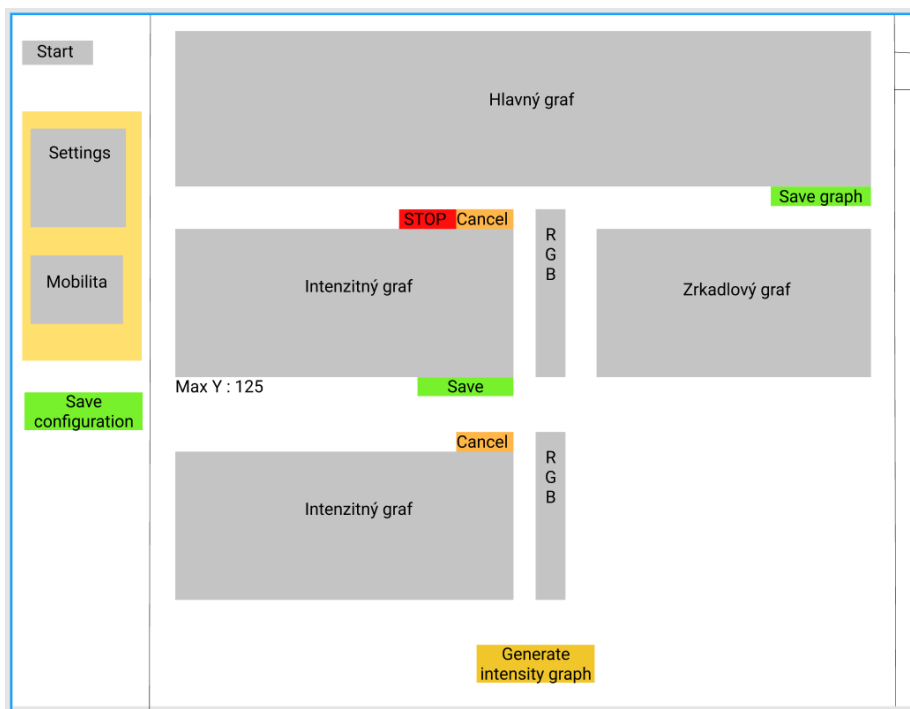 Start
Settings
Mobilita
Save
configuration
Hlavný graf
Save graph
STOP
Cancel
Intenzitný graf
R
G
B
Zrkadlový graf
Max Y : 125
Save
Cancel
Intenzitný graf
R
G
B
Generate
intensity graph